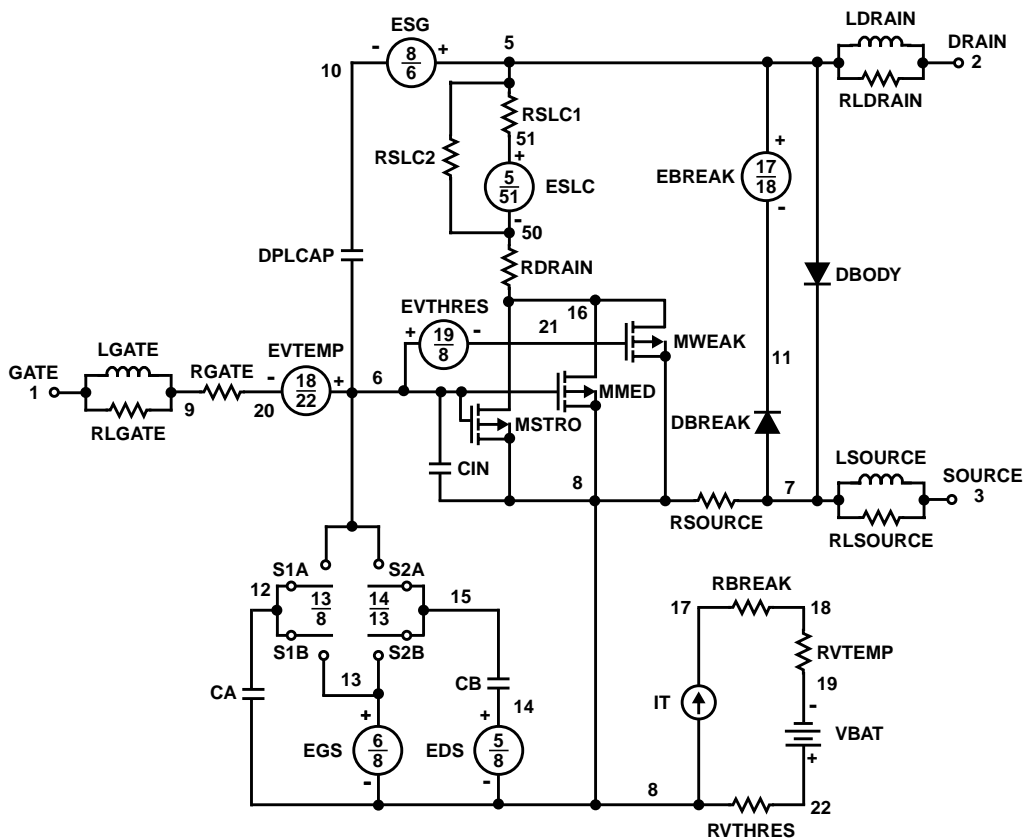 ESG
- 8/6 +
10
5
LDRAIN
DRAIN
2
RLDRAIN
RSLC1
51
RSLC2
+
5/51
ESLC
-
50
+
EBREAK
17/18
-
DPLCAP
RDRAIN
DBODY
EVTHRES
+ 19/8 -
21
16
MWEAK
11
LGATE
GATE
1
RLGATE
9
RGATE
20
EVTEMP
- 18/22 +
6
MMED
MSTRO
DBREAK
CIN
8
RSOURCE
7
LSOURCE
SOURCE
3
RLSOURCE
S1A
S2A
12
13/8
14/13
15
S1B
S2B
13
CA
CB
14
+
EGS
6/8
-
+
EDS
5/8
-
8
RBREAK
17
18
RVTEMP
19
IT
-
VBAT
+
22
RVTHRES